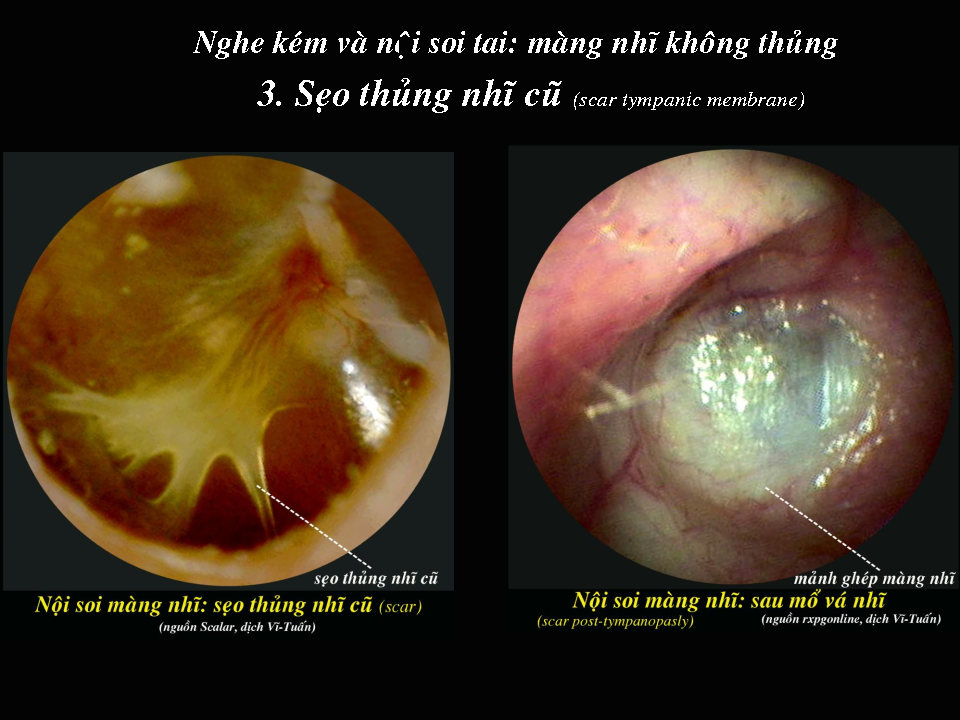 Nghe kém và nội soi tai: màng nhĩ không thủng
3. Sẹo thủng nhĩ cũ (scar tympanic membrane)
sẹo thủng nhĩ cũ
Nội soi màng nhĩ: sẹo thủng nhĩ cũ (scar)
(nguồn Scalar, dịch Vĩ-Tuấn)
mảnh ghép màng nhĩ
Nội soi màng nhĩ: sau mổ vá nhĩ
(scar post-tympanopasly) (nguồn rxpgonline, dịch Vĩ-Tuấn)